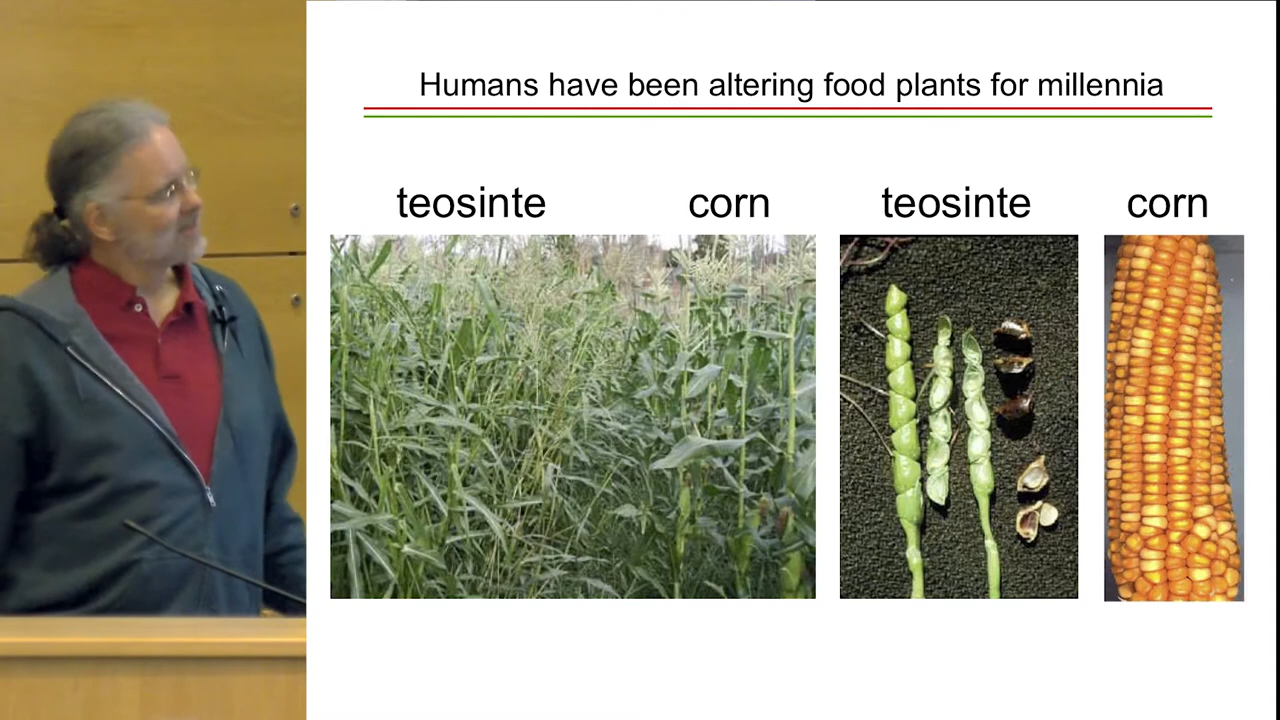 Humans have been altering food plants for millennia
teosinte corn teosinte corn